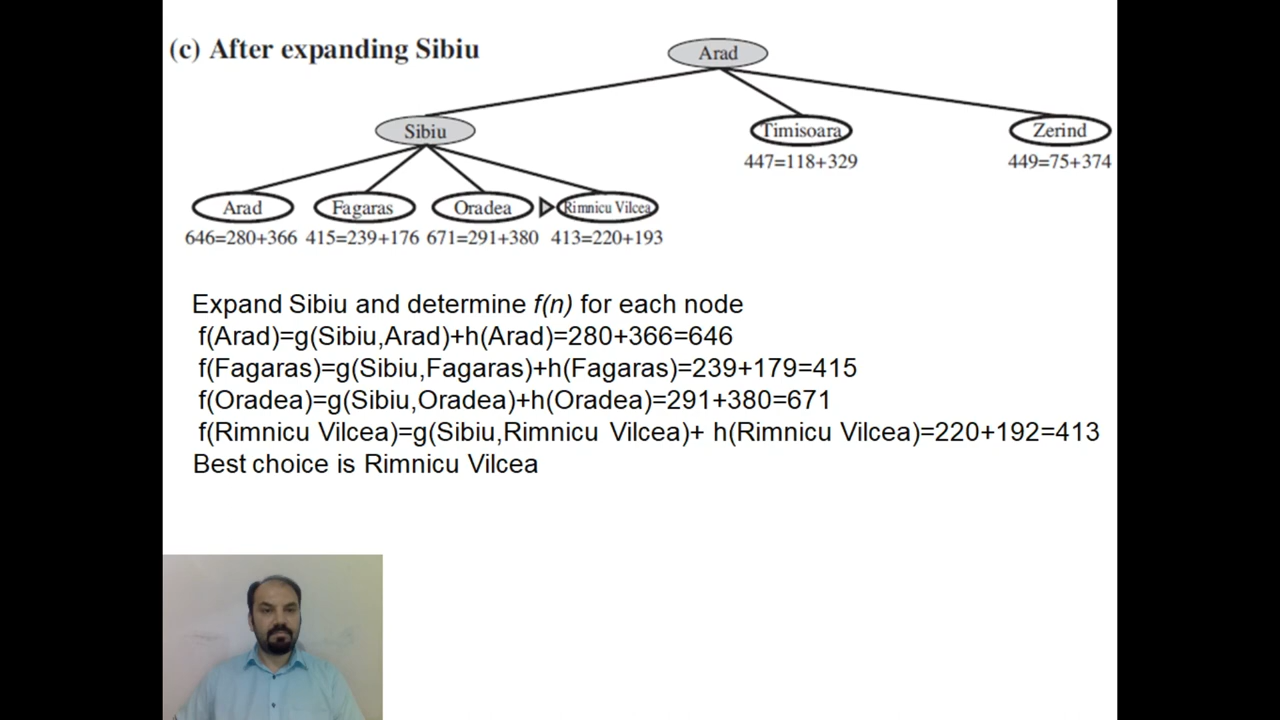 (c) After expanding Sibiu
Arad
Sibiu
Timisoara
Zerind
447=118+329
449=75+374
Arad
Fagaras
Oradea
Rimnicu Vilcea
646=280+366
415=239+176
671=291+380
413=220+193
Expand Sibiu and determine f(n) for each node
f(Arad)=g(Sibiu,Arad)+h(Arad)=280+366=646
f(Fagaras)=g(Sibiu,Fagaras)+h(Fagaras)=239+179=415
f(Oradea)=g(Sibiu,Oradea)+h(Oradea)=291+380=671
f(Rimnicu Vilcea)=g(Sibiu,Rimnicu Vilcea)+ h(Rimnicu Vilcea)=220+192=413
Best choice is Rimnicu Vilcea